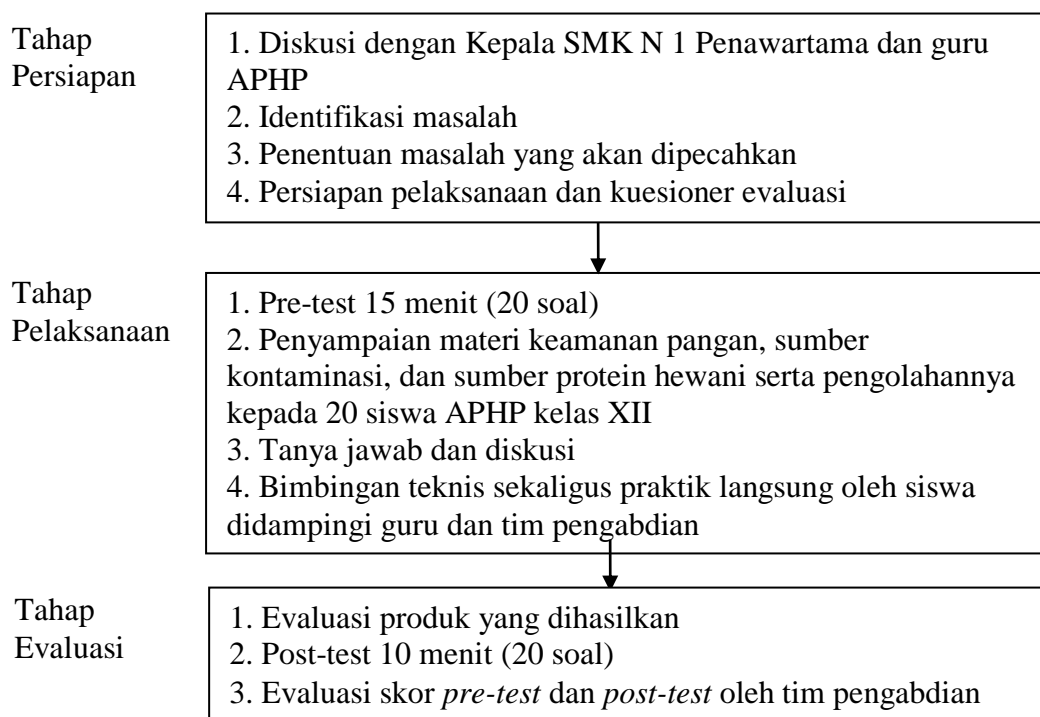 Tahap
Persiapan
1. Diskusi dengan Kepala SMK N 1 Penawartama dan guru
APHP
2. Identifikasi masalah
3. Penentuan masalah yang akan dipecahkan
4. Persiapan pelaksanaan dan kuesioner evaluasi
Tahap
Pelaksanaan
1. Pre-test 15 menit (20 soal)
2. Penyampaian materi keamanan pangan, sumber
kontaminasi, dan sumber protein hewani serta pengolahannya
kepada 20 siswa APHP kelas XII
3. Tanya jawab dan diskusi
4. Bimbingan teknis sekaligus praktik langsung oleh siswa
didampingi guru dan tim pengabdian
Tahap
Evaluasi
1. Evaluasi produk yang dihasilkan
2. Post-test 10 menit (20 soal)
3. Evaluasi skor pre-test dan post-test oleh tim pengabdian